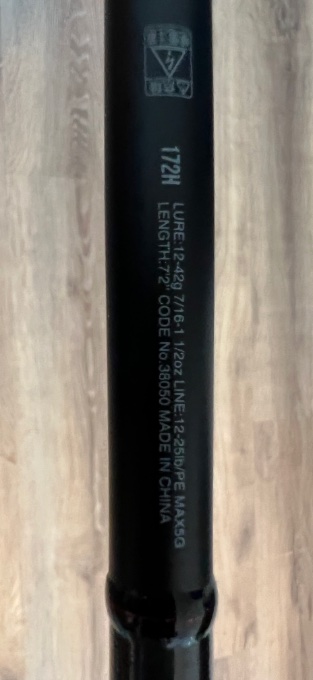 172H
LURE:12-42g 7/16-1 1/2oz LINE:12-25lb/PE MAX5G
LENGTH:7'2" CODE No.38050 MADE IN CHINA